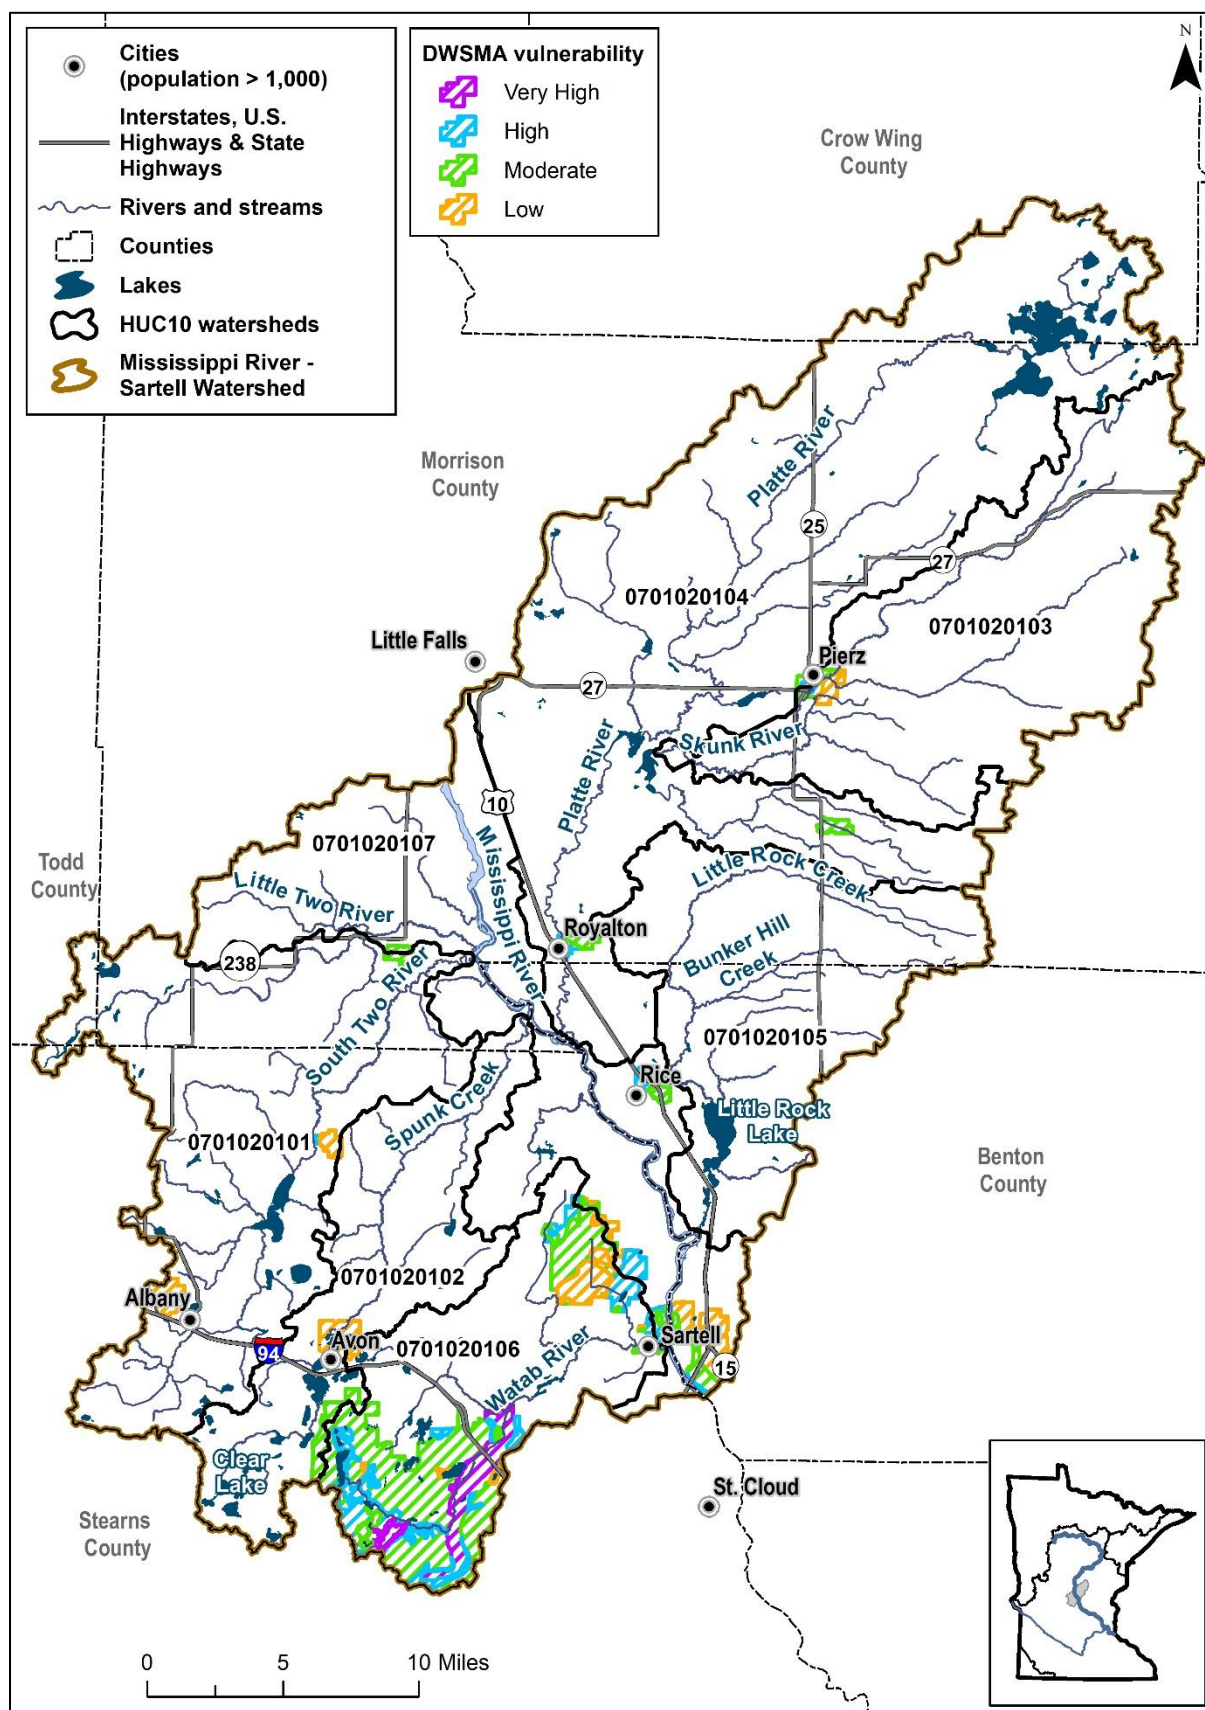 Cities
(population > 1,000)
Interstates, U.S.
Highways & State
Highways
Rivers and streams
Counties
Lakes
HUC10 watersheds
Mississippi River -
Sartell Watershed
DWSMA vulnerability
Very High
High
Moderate
Low
N
Crow Wing
County
Morrison
County
Platte River
25
27
0701020104
0701020103
Little Falls
Pierz
27
Skunk River
Platte River
10
0701020107
Mississippi River
Todd
County
Little Two River
Little Rock Creek
Royalton
Bunker Hill
Creek
238
South Two River
0701020105
Rice
Little Rock
Lake
Spunk Creek
0701020101
Benton
County
0701020102
Albany
Avon
94
0701020106
Watab River
Sartell
15
Clear
Lake
St. Cloud
Stearns
County
0
5
10 Miles